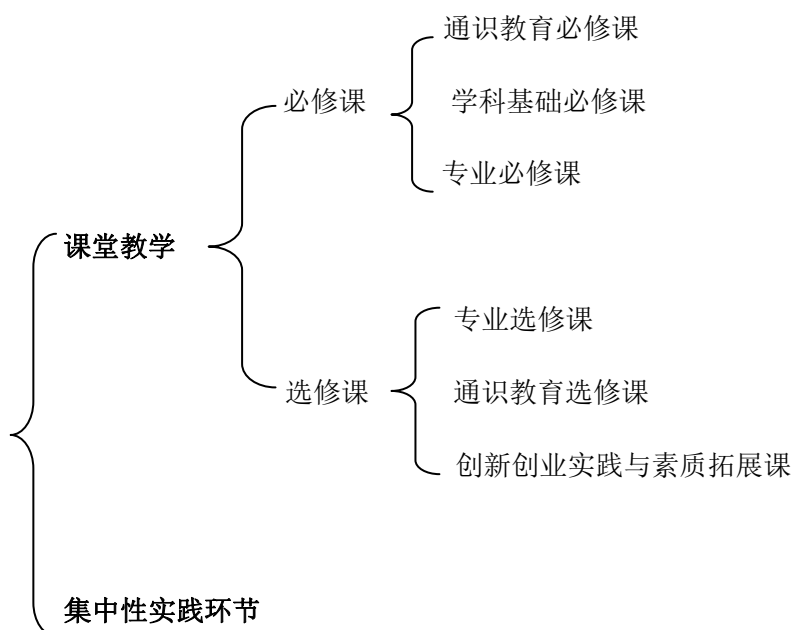 通识教育必修课
必修课
学科基础必修课
专业必修课
课堂教学
专业选修课
选修课
通识教育选修课
创新创业实践与素质拓展课
集中性实践环节